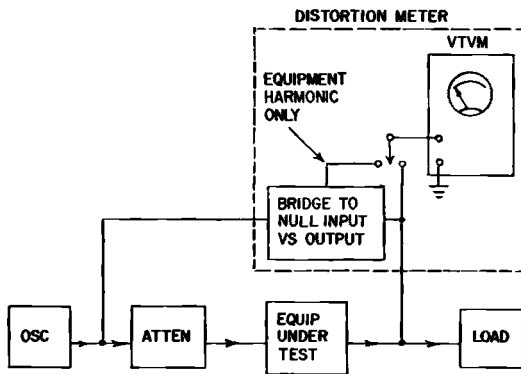 DISTORTION METER
VTVM
EQUIPMENT
HARMONIC
ONLY
BRIDGE TO
NULL INPUT
VS OUTPUT
OSC
ATTEN
EQUIP
UNDER
TEST
LOAD